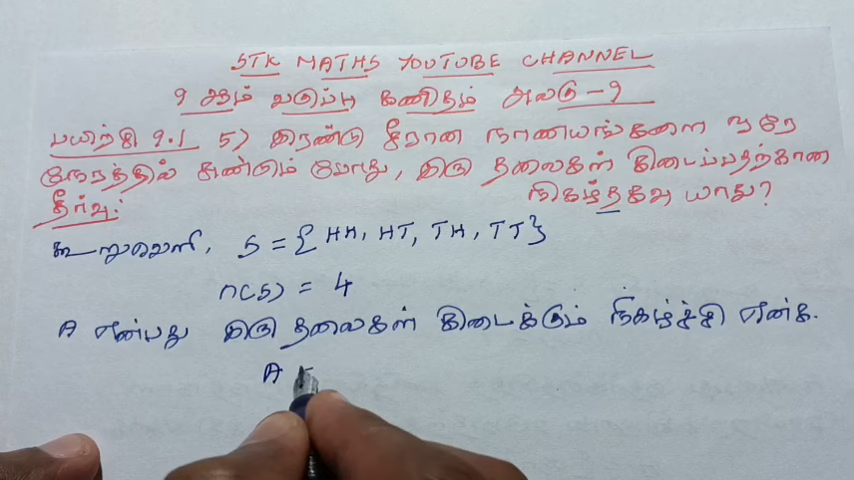 STK MATHS YOUTUBE CHANNEL
9 ஆம் வகுப்பு கணிதம் அலகு - 9
பயிற்சி 9.1 5) இரண்டு சீரான நாணயங்களை ஒரே
நேரத்தில் சுண்டும் போது, இரு தலைகள் கிடைப்பதற்கான
நிகழ்தகவு யாது?
தீர்வு:
கூறுவெளி, S = {HH, HT, TH, TT}
n(S) = 4
A என்பது இரு தலைகள் கிடைக்கும் நிகழ்ச்சி என்க.
A